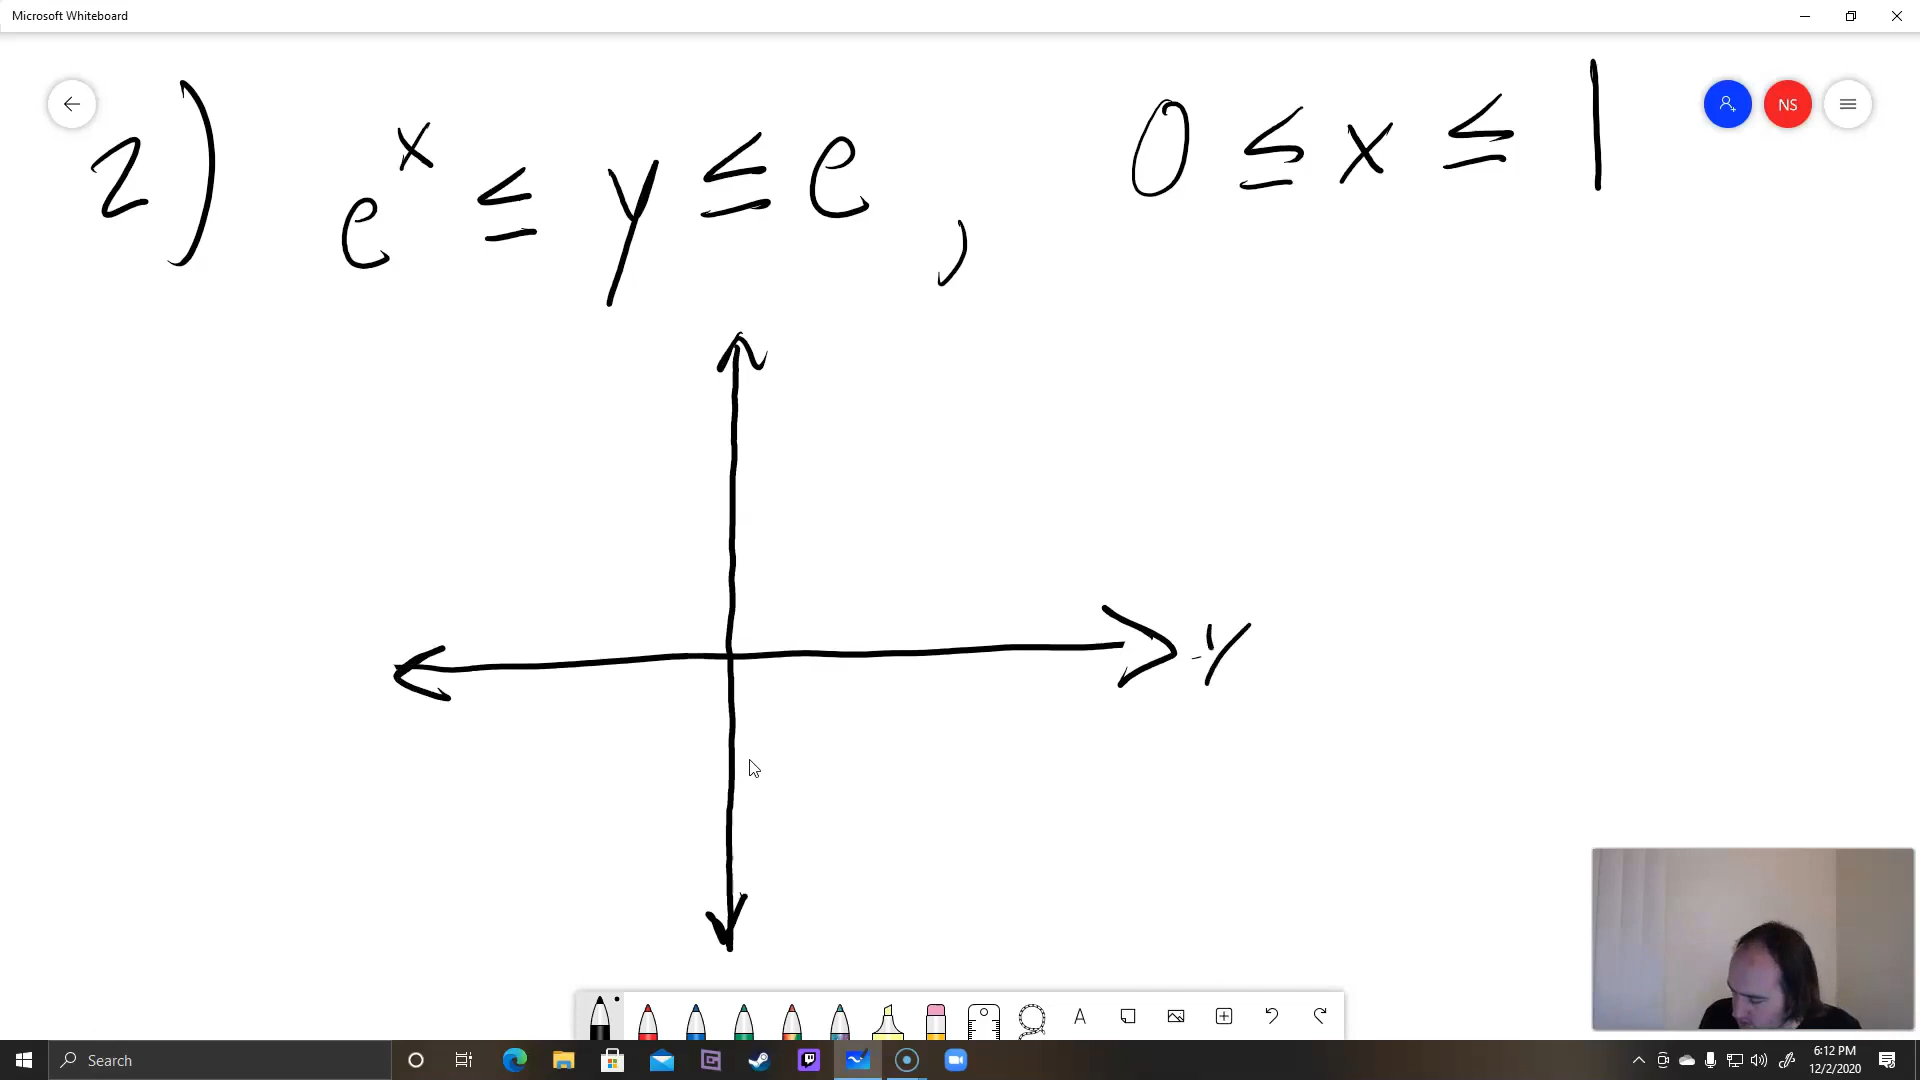 Microsoft Whiteboard
2) e^x ≤ y ≤ e , 0 ≤ x ≤ 1
NS
A
Search
6:12 PM
12/2/2020